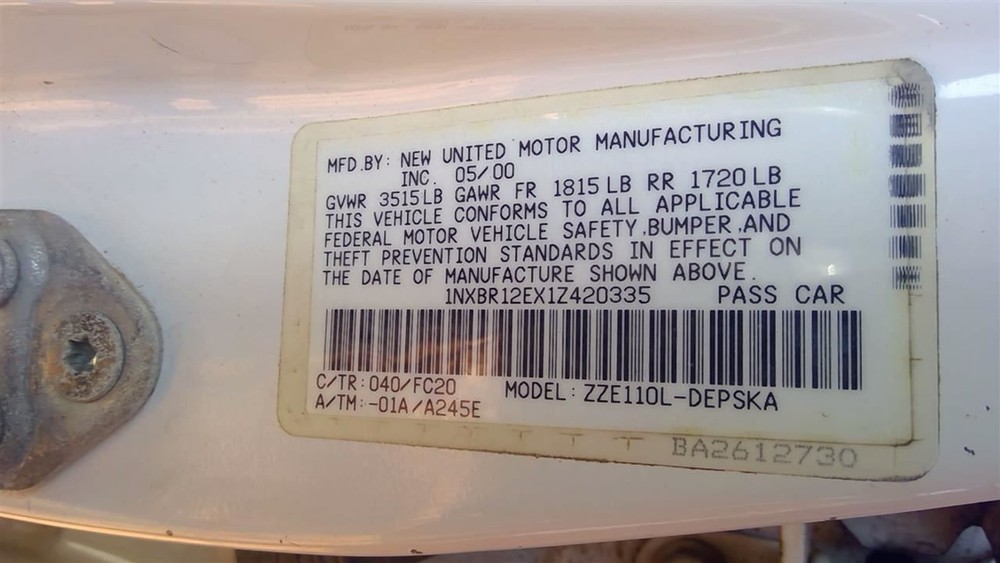 MFD.BY: NEW UNITED MOTOR MANUFACTURING
INC. 05/00
GVWR 3515LB GAWR FR 1815LB RR 1720LB
THIS VEHICLE CONFORMS TO ALL APPLICABLE
FEDERAL MOTOR VEHICLE SAFETY,BUMPER,AND
THEFT PREVENTION STANDARDS IN EFFECT ON
THE DATE OF MANUFACTURE SHOWN ABOVE.
1NXBR12EX1Z420335 PASS CAR
C/TR:040/FC20 MODEL: ZZE110L-DEPSKA
A/TM:-01A/A245E
BA2612730